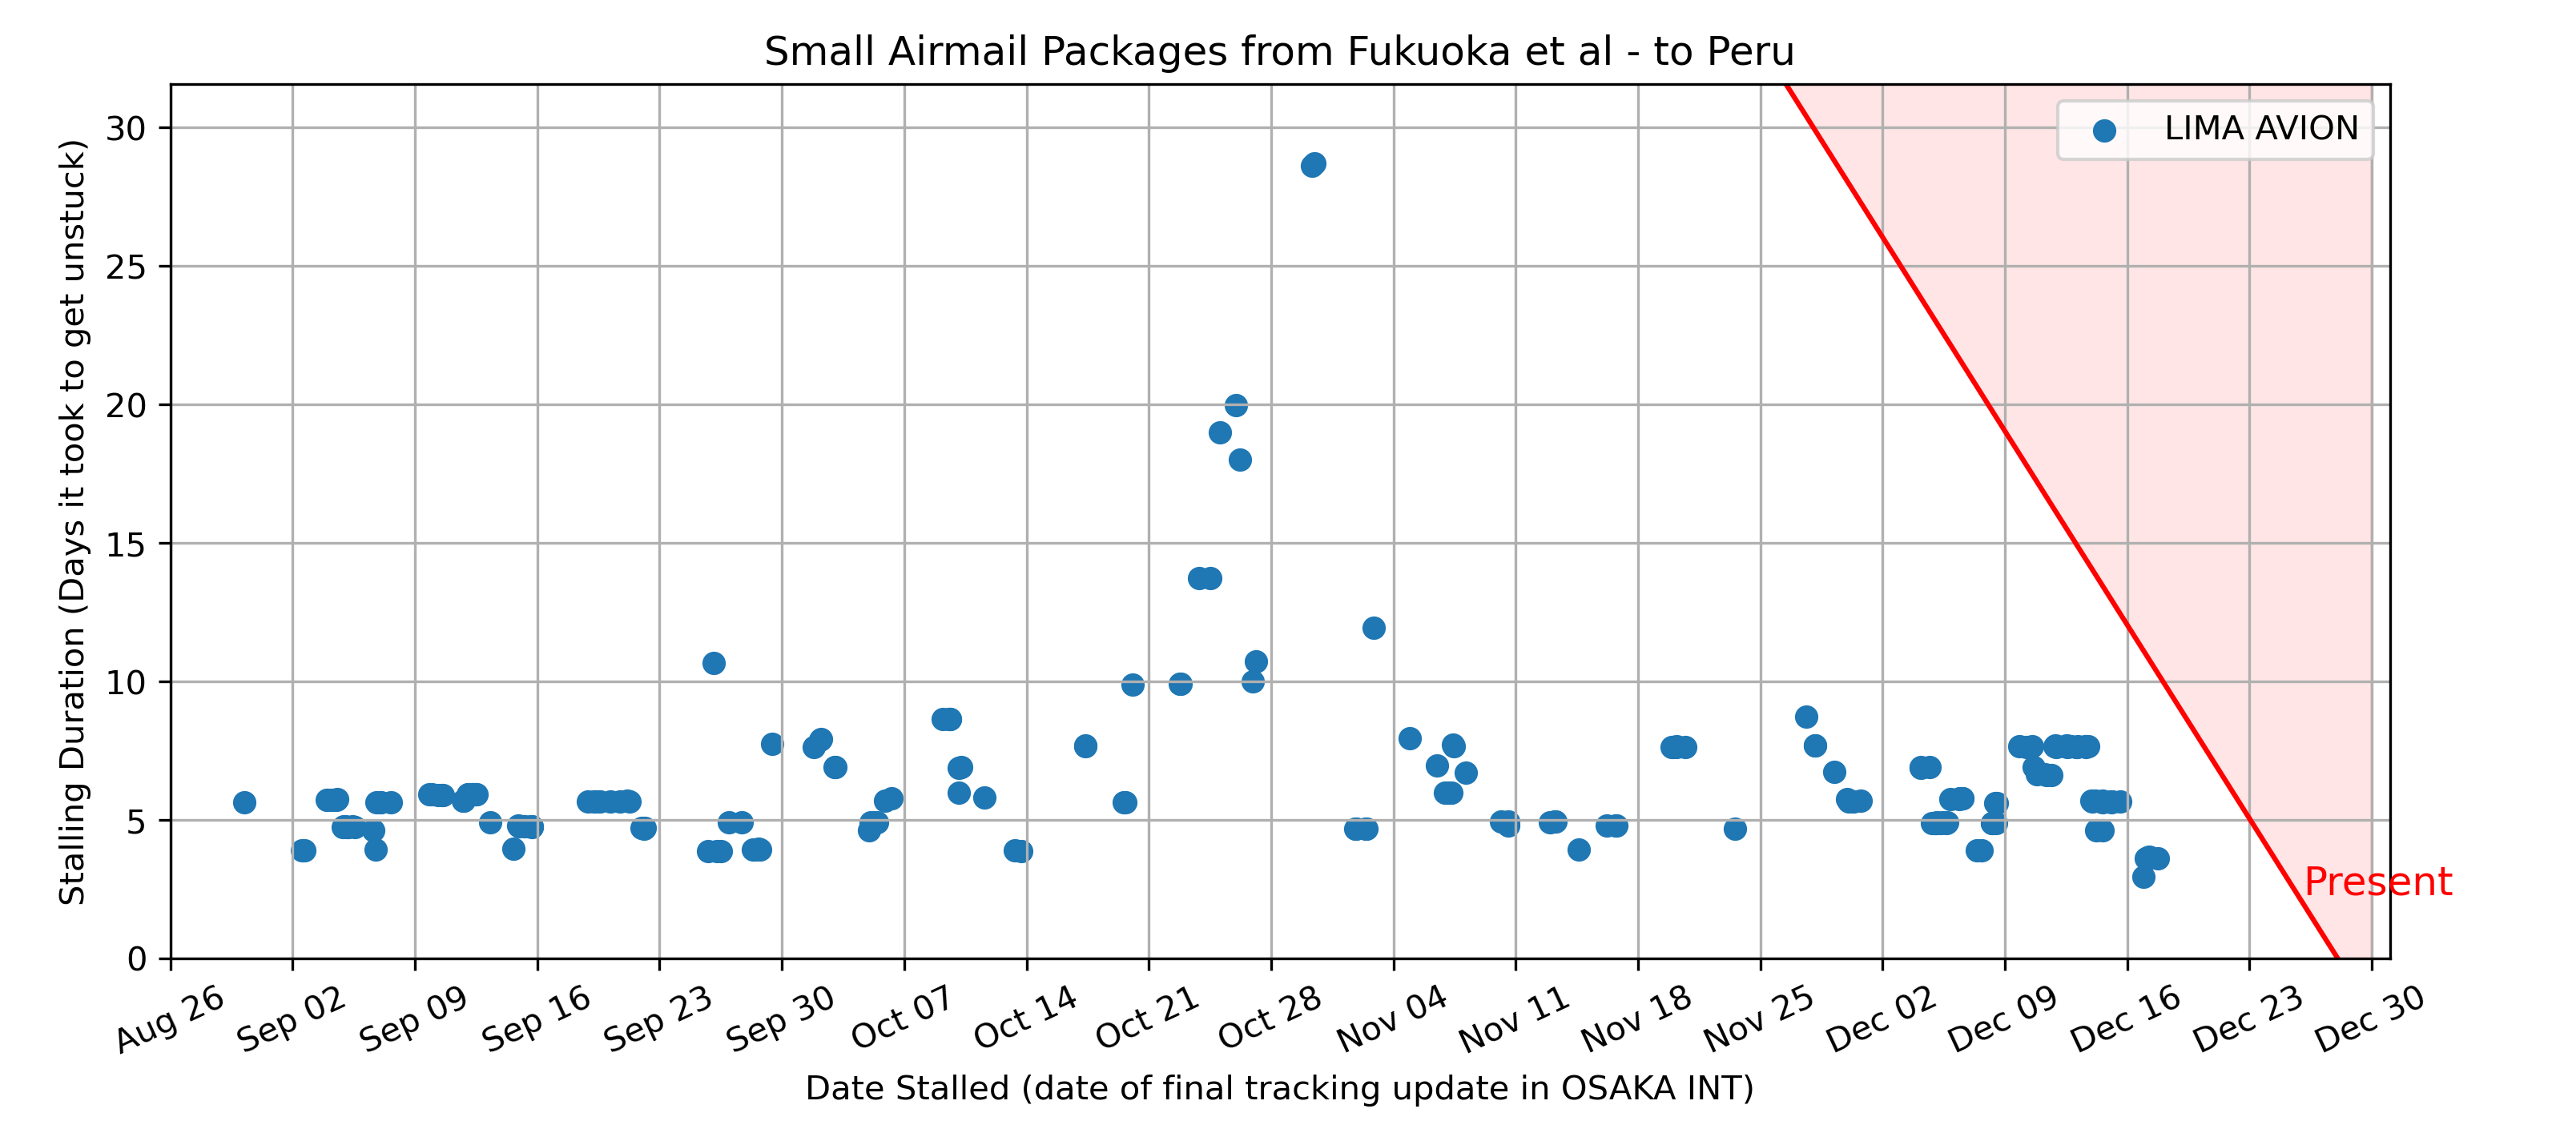 Small Airmail Packages from Fukuoka et al - to Peru
LIMA AVION
Stalling Duration (Days it took to get unstuck)
30
25
20
15
10
5
0
Present
Aug 26
Sep 02
Sep 09
Sep 16
Sep 23
Sep 30
Oct 07
Oct 14
Oct 21
Oct 28
Nov 04
Nov 11
Nov 18
Nov 25
Dec 02
Dec 09
Dec 16
Dec 23
Dec 30
Date Stalled (date of final tracking update in OSAKA INT)